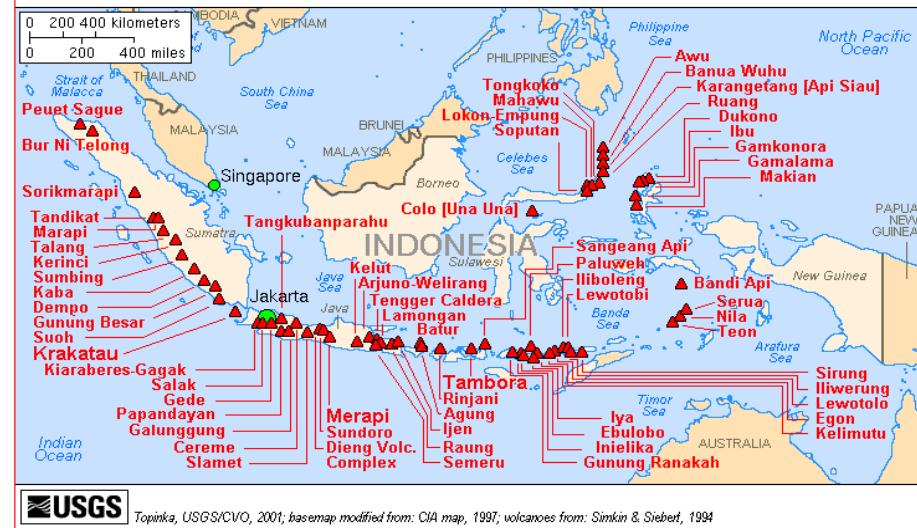 0 200 400 kilometers
0 200 400 miles
CAMBODIA
VIETNAM
Philippine
Sea
North Pacific
Ocean
Strait of
Malacca
THAILAND
South China
Sea
PHILIPPINES
Awu
Banua Wuhu
Karangetang [Api Siau]
Ruang
Dukono
Ibu
Gamkonora
Gamalama
Makian
Tongkoko
Mahawu
Lokon-Empung
Soputan
Peuet Sague
Bur Ni Telong
MALAYSIA
BRUNEI
MALAYSIA
Celebes
Sea
Singapore
Borneo
Sorikmarapi
Colo [Una Una]
PAPUA
NEW
GUINEA
Tandikat
Marapi
Talang
Kerinci
Sumbing
Kaba
Dempo
Gunung Besar
Suoh
Krakatau
Sumatra
Tangkubanparahu
INDONESIA
Sulawesi
Sangeang Api
Paluweh
Iliboleng
Lewotobi
New Guinea
Bandi Api
Serua
Nila
Teon
Banda
Sea
Arafura
Sea
Jakarta
Java
Sea
Java
Kelut
Arjuno-Welirang
Tengger Caldera
Lamongan
Batur
Kiaraberes-Gagak
Salak
Gede
Papandayan
Galunggung
Cereme
Slamet
Merapi
Sundoro
Dieng Volc.
Complex
Tambora
Rinjani
Agung
Ijen
Raung
Semeru
Iya
Ebulobo
Inielika
Gunung Ranakah
Timor
Sea
Sirung
Iliwerung
Lewotolo
Egon
Kelimutu
Indian
Ocean
AUSTRALIA
USGS
Topinka, USGS/CVO, 2001; basemap modified from: CIA map, 1997; volcanoes from: Simkin & Siebert, 1994